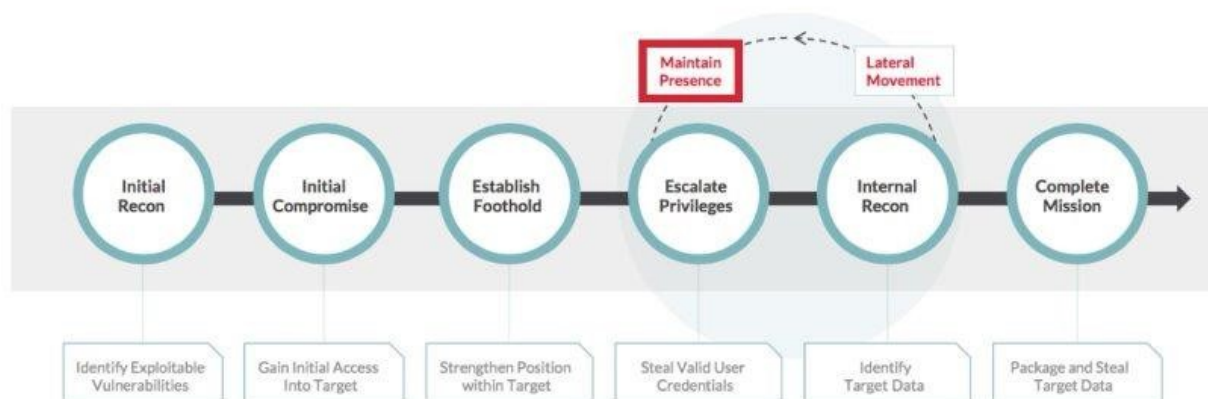 Maintain
Presence
Lateral
Movement
Initial
Recon
Initial
Compromise
Establish
Foothold
Escalate
Privileges
Internal
Recon
Complete
Mission
Identify Exploitable
Vulnerabilities
Gain Initial Access
Into Target
Strengthen Position
within Target
Steal Valid User
Credentials
Identify
Target Data
Package and Steal
Target Data